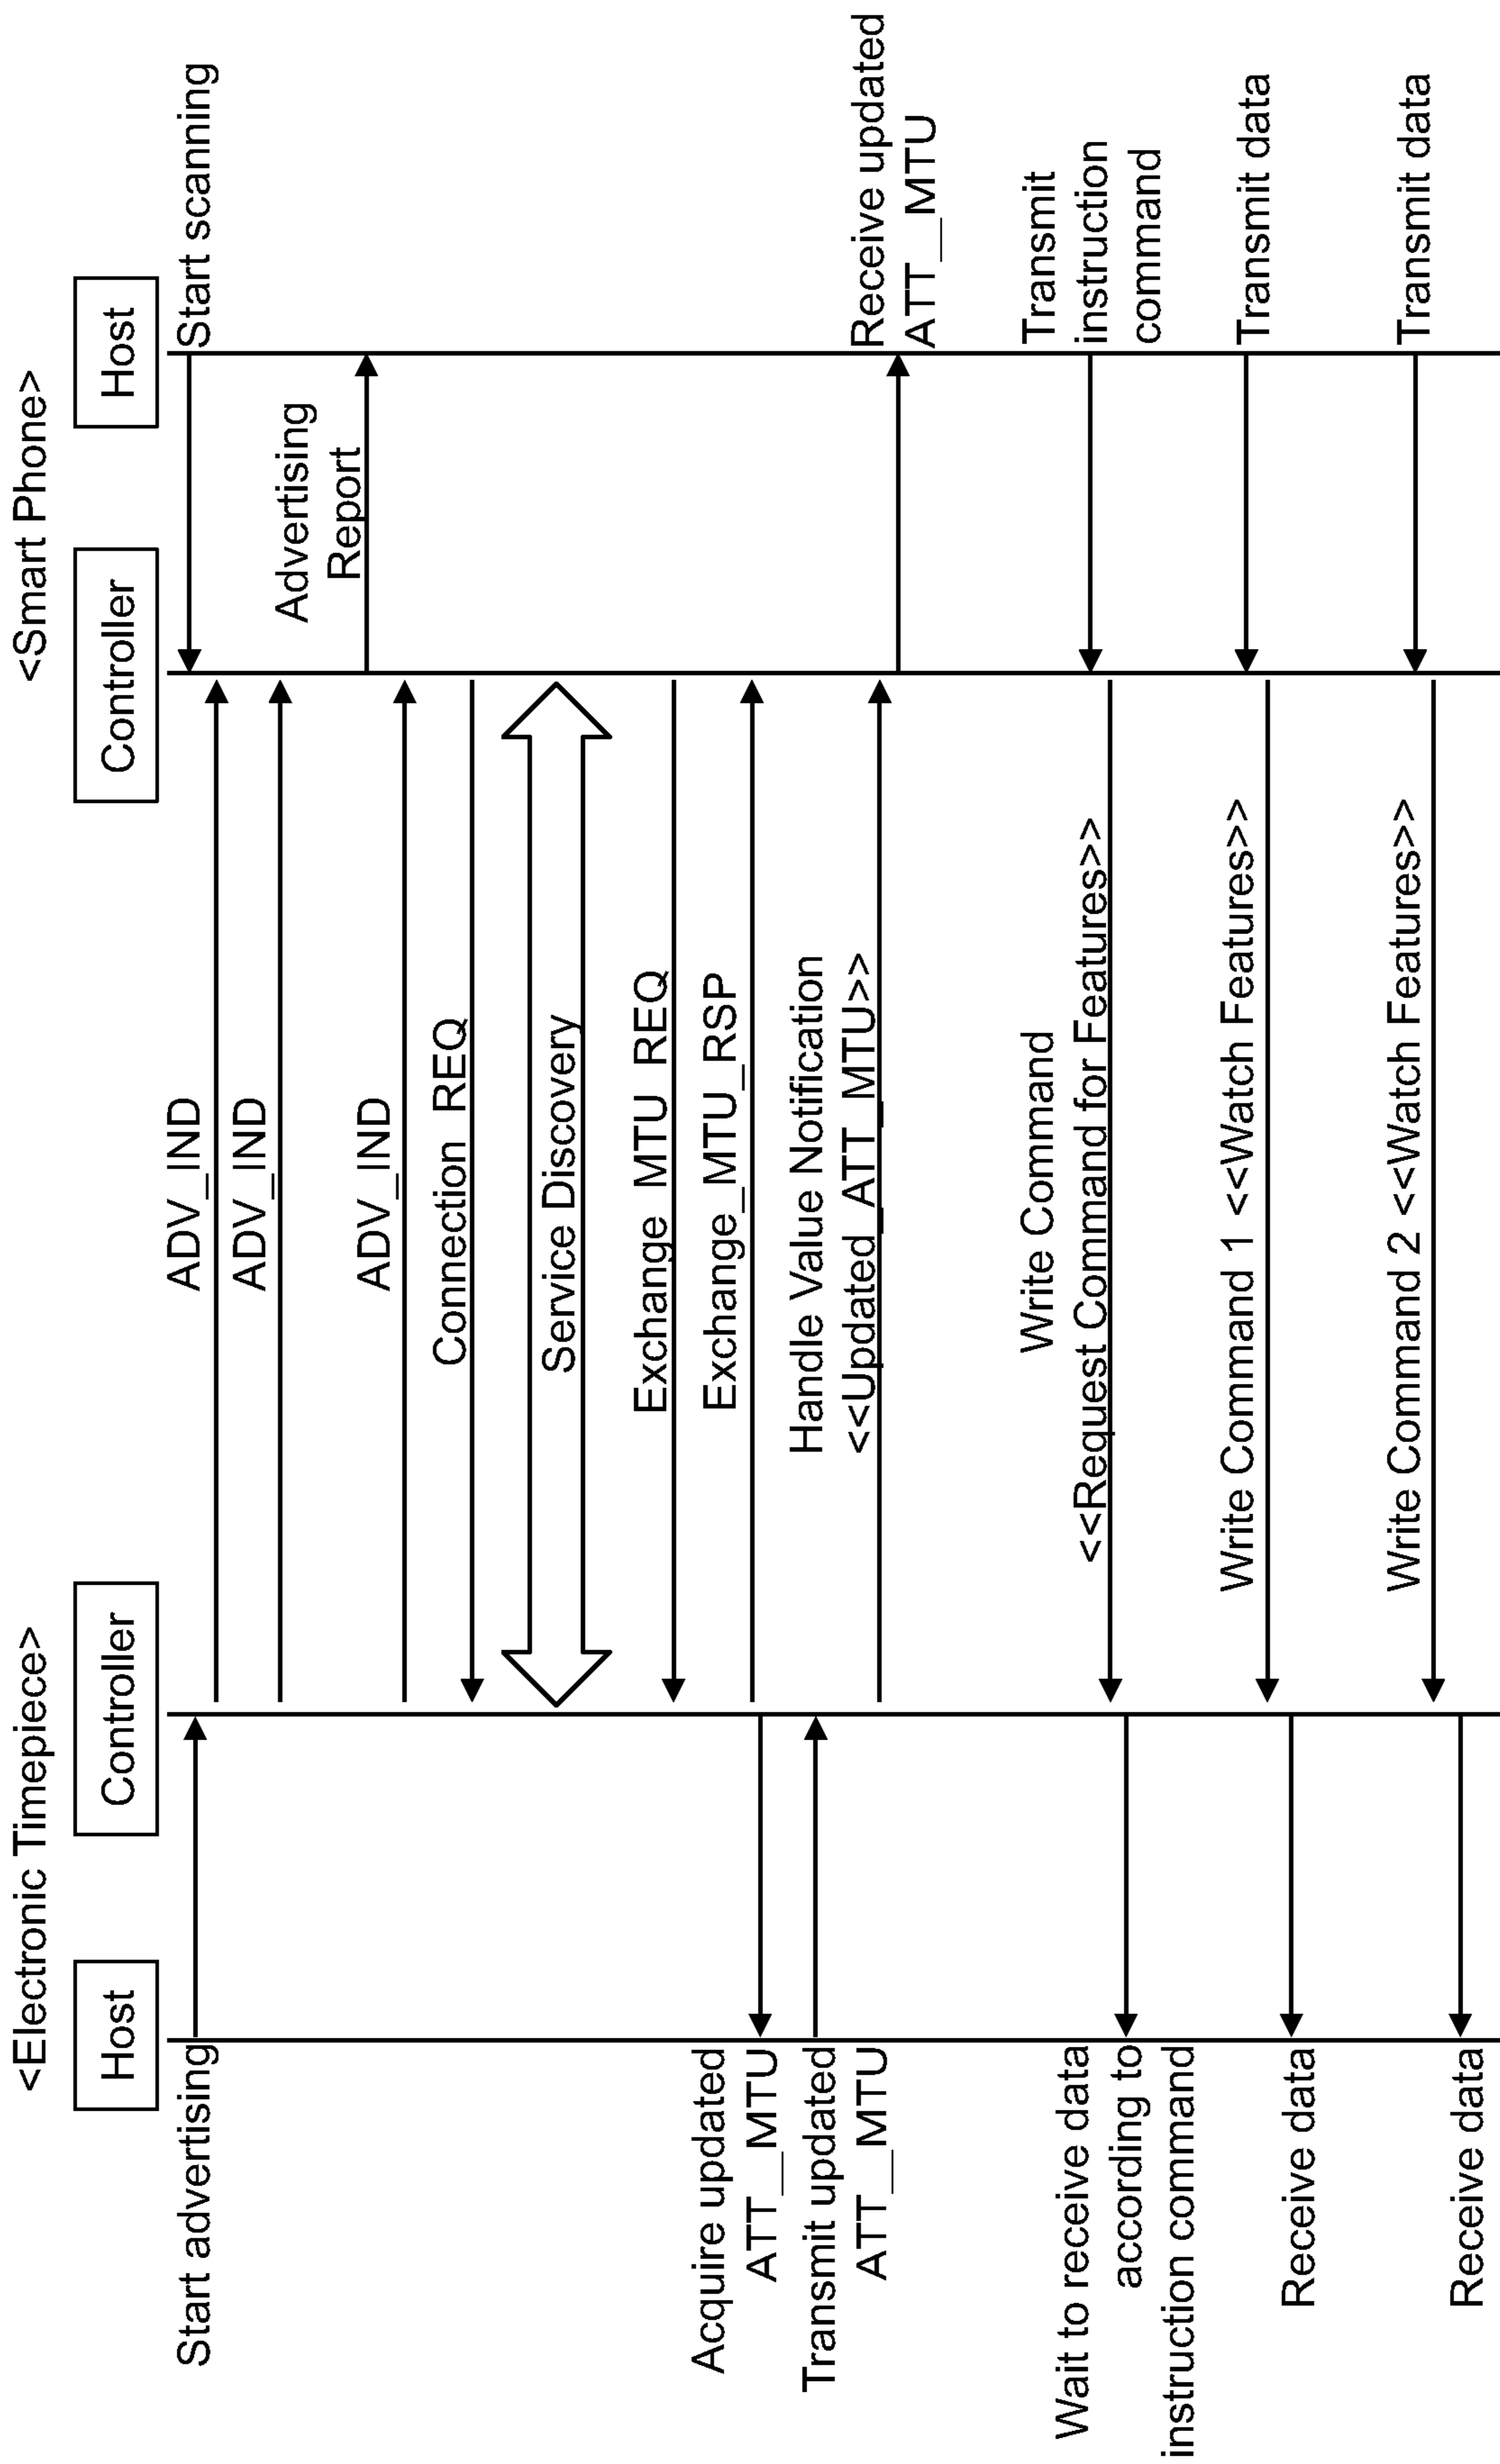 <Electronic Timepiece>
<Smart Phone>
Host
Controller
Controller
Host
Start advertising
Start scanning
ADV_IND
ADV_IND
Advertising
Report
ADV_IND
Connection_REQ
Service Discovery
Exchange_MTU_REQ
Exchange_MTU_RSP
Acquire updated
ATT_MTU
Transmit updated
ATT_MTU
Handle Value Notification
<<Updated_ATT_MTU>>
Receive updated
ATT_MTU
Transmit
instruction
command
Write Command
<<Request Command for Features>>
Wait to receive data
according to
instruction command
Transmit data
Write Command 1 <<Watch Features>>
Receive data
Transmit data
Write Command 2 <<Watch Features>>
Receive data